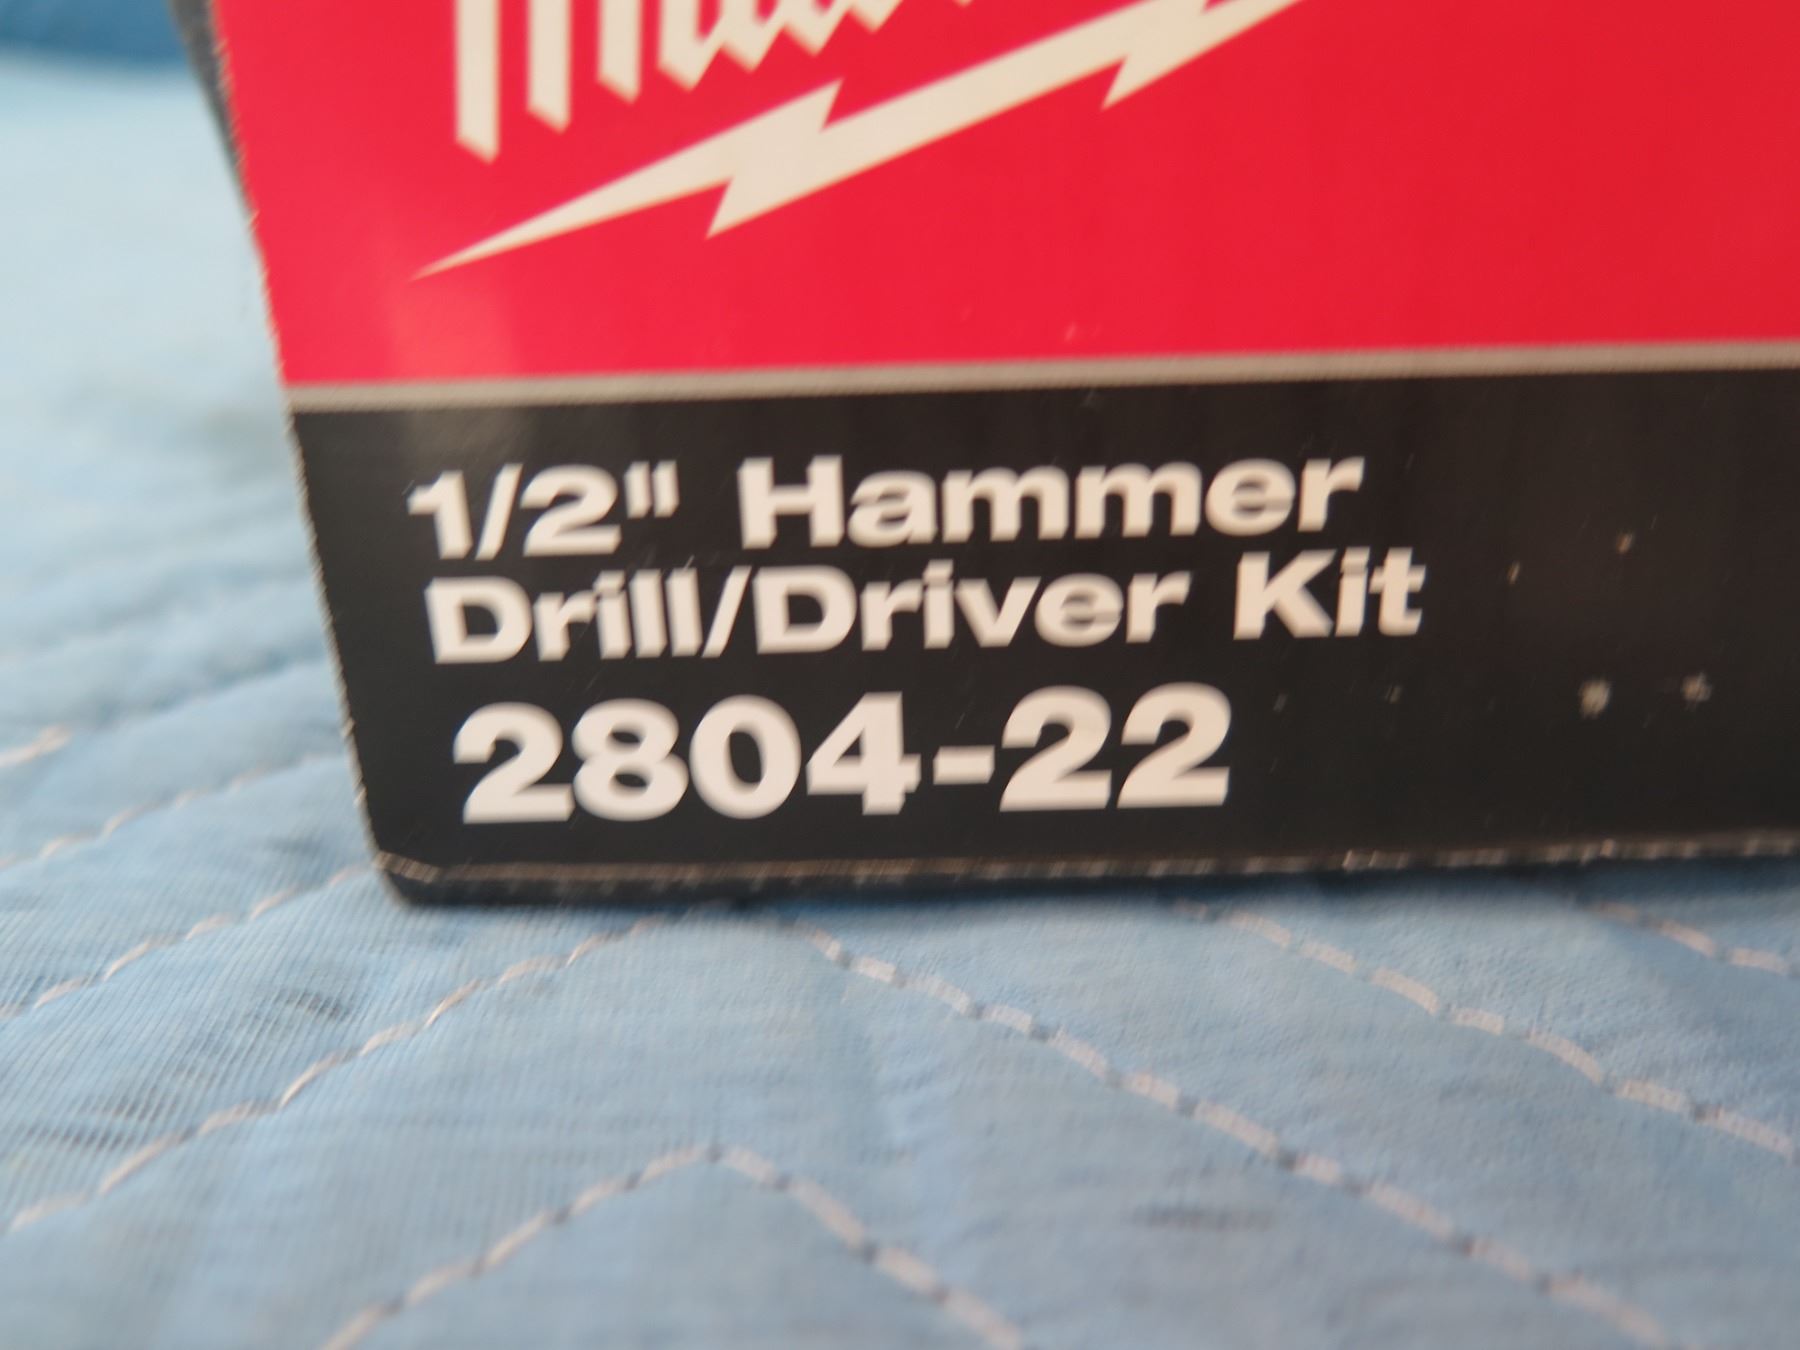 1/2" Hammer
Drill/Driver Kit
2804-22